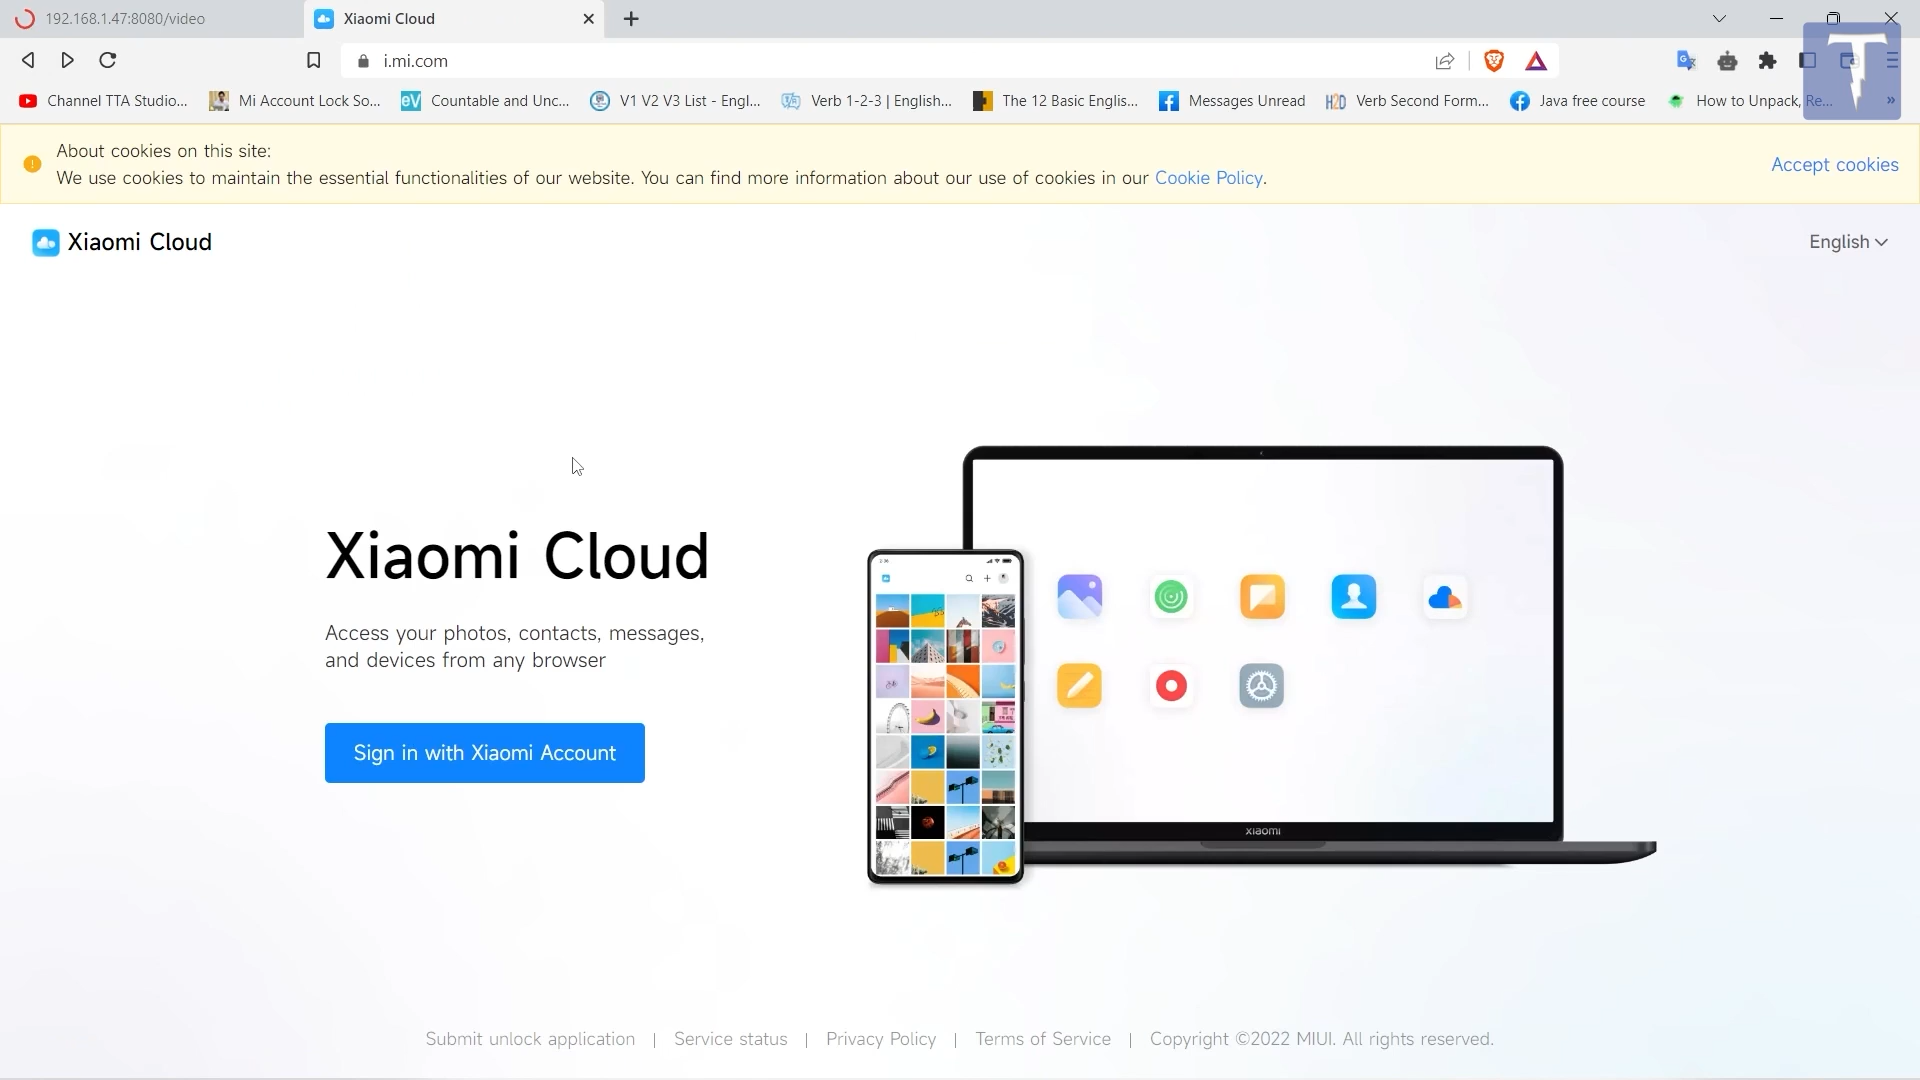 192.168.1.47:8080/video
Xiaomi Cloud
i.mi.com
Channel TTA Studio...
Mi Account Lock So...
eV Countable and Unc...
V1 V2 V3 List - Engl...
Verb 1-2-3 | English...
The 12 Basic Englis...
Messages Unread
H2D Verb Second Form...
Java free course
How to Unpack, Re...
T
About cookies on this site:
We use cookies to maintain the essential functionalities of our website. You can find more information about our use of cookies in our Cookie Policy.
Accept cookies
Xiaomi Cloud
English
Xiaomi Cloud
Access your photos, contacts, messages,
and devices from any browser
Sign in with Xiaomi Account
xiaomi
Submit unlock application | Service status | Privacy Policy | Terms of Service | Copyright ©2022 MIUI. All rights reserved.